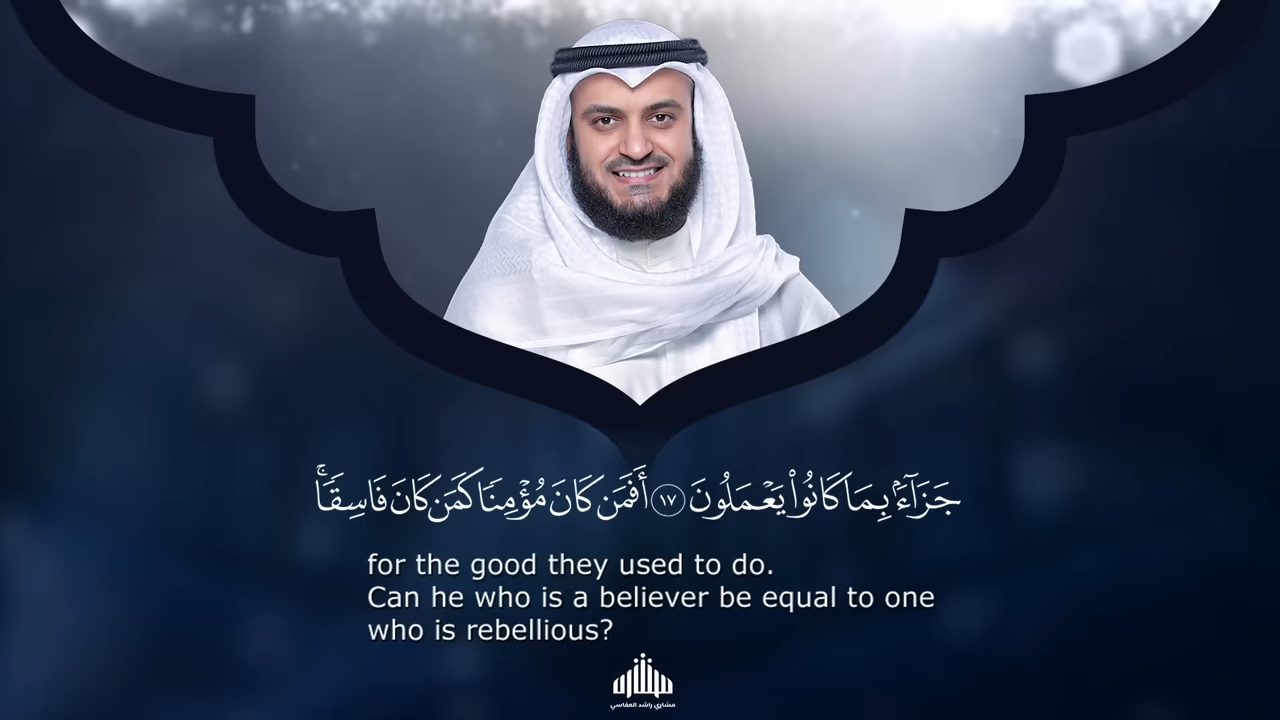 جَزَآءًۢ بِمَا كَانُوا۟ يَعْمَلُونَ ١٧ أَفَمَن كَانَ مُؤْمِنًا كَمَن كَانَ فَاسِقًا ۚ
for the good they used to do.
Can he who is a believer be equal to one
who is rebellious?
مشاري راشد العفاسي